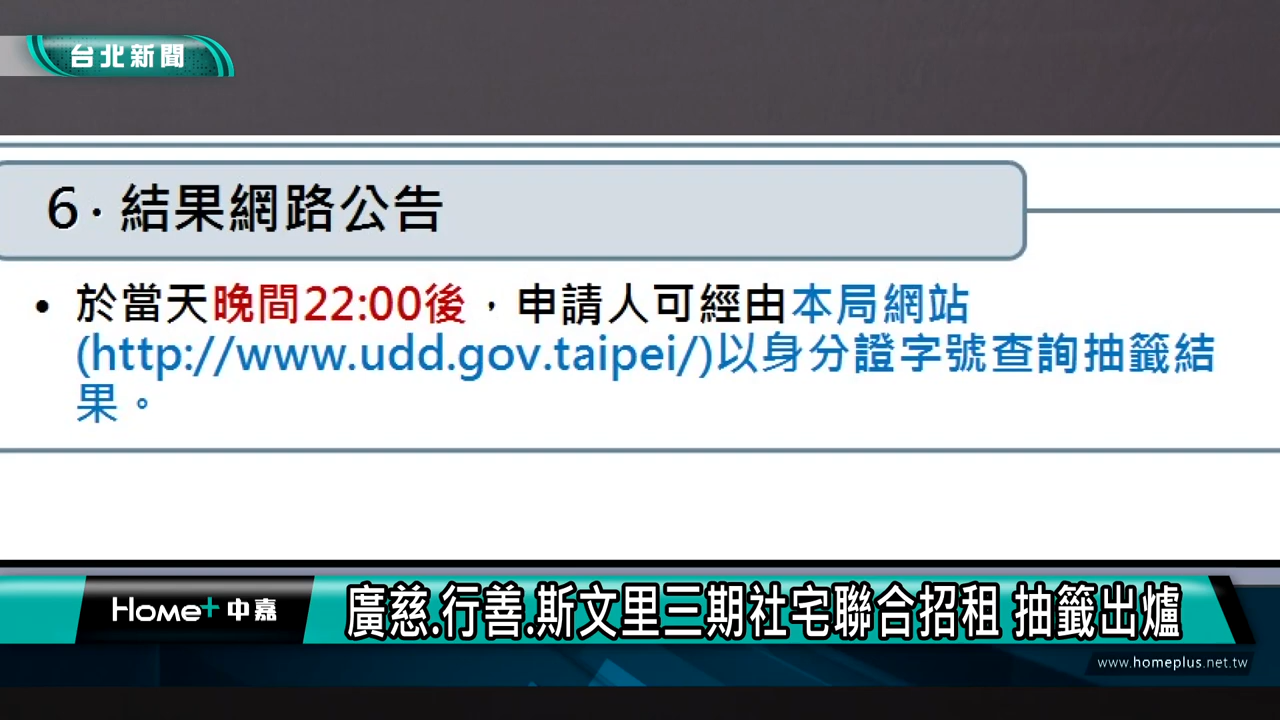 台北新聞
6．結果網路公告
• 於當天晚間22:00後，申請人可經由本局網站
(http://www.udd.gov.taipei/)以身分證字號查詢抽籤結
果。
Home+中嘉
廣慈.行善.斯文里三期社宅聯合招租 抽籤出爐
www.homeplus.net.tw